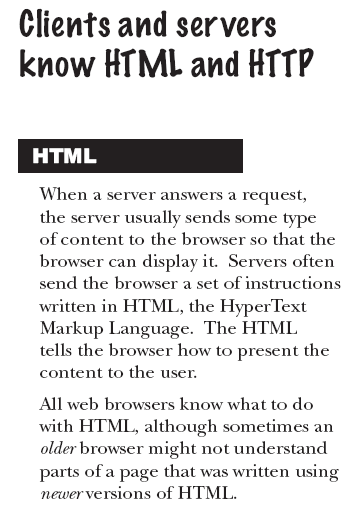 Clients and servers
know HTML and HTTP
HTML
When a server answers a request,
the server usually sends some type
of content to the browser so that the
browser can display it. Servers often
send the browser a set of instructions
written in HTML, the HyperText
Markup Language. The HTML
tells the browser how to present the
content to the user.
All web browsers know what to do
with HTML, although sometimes an
older browser might not understand
parts of a page that was written using
newer versions of HTML.